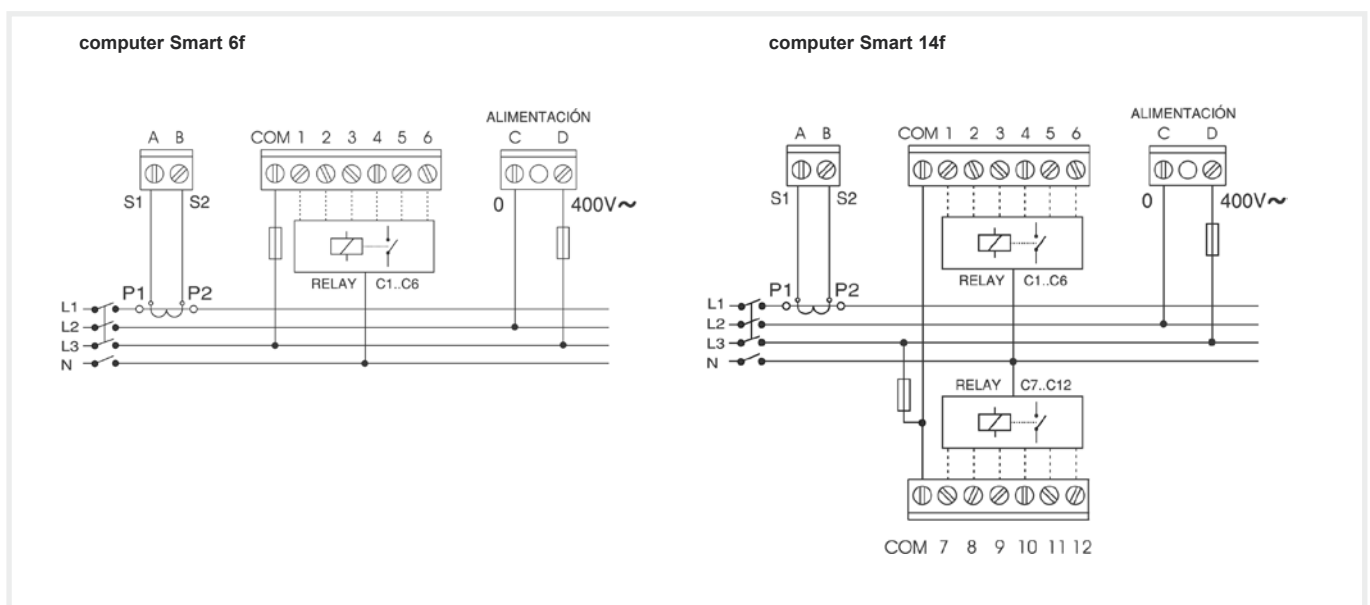 computer Smart 6f
ALIMENTACIÓN
A B
COM 1 2 3 4 5 6
C D
S1 S2
0 400V~
RELAY C1..C6
P1 P2
L1
L2
L3
N
computer Smart 14f
ALIMENTACIÓN
A B
COM 1 2 3 4 5 6
C D
S1 S2
0 400V~
RELAY C1..C6
P1 P2
L1
L2
L3
N
RELAY C7..C12
COM 7 8 9 10 11 12